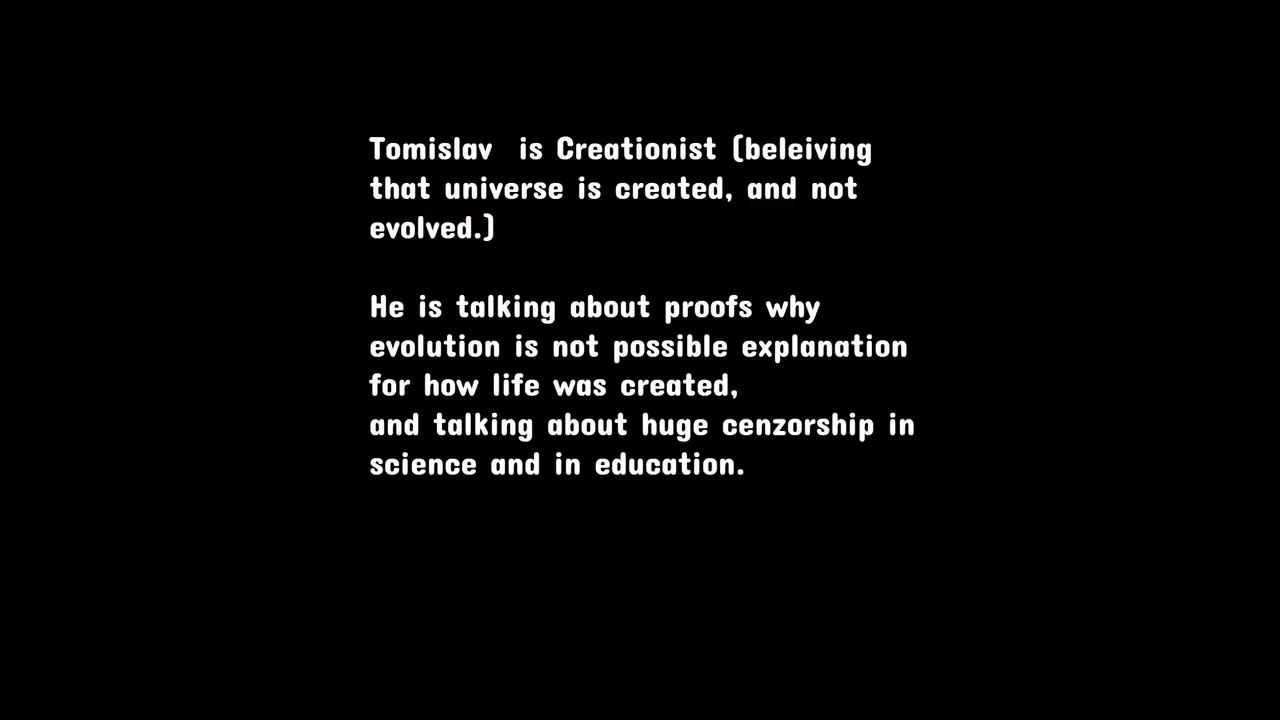 Tomislav  is Creationist (beleiving
that universe is created, and not
evolved.)
He is talking about proofs why
evolution is not possible explanation
for how life was created,
and talking about huge cenzorship in
science and in education.